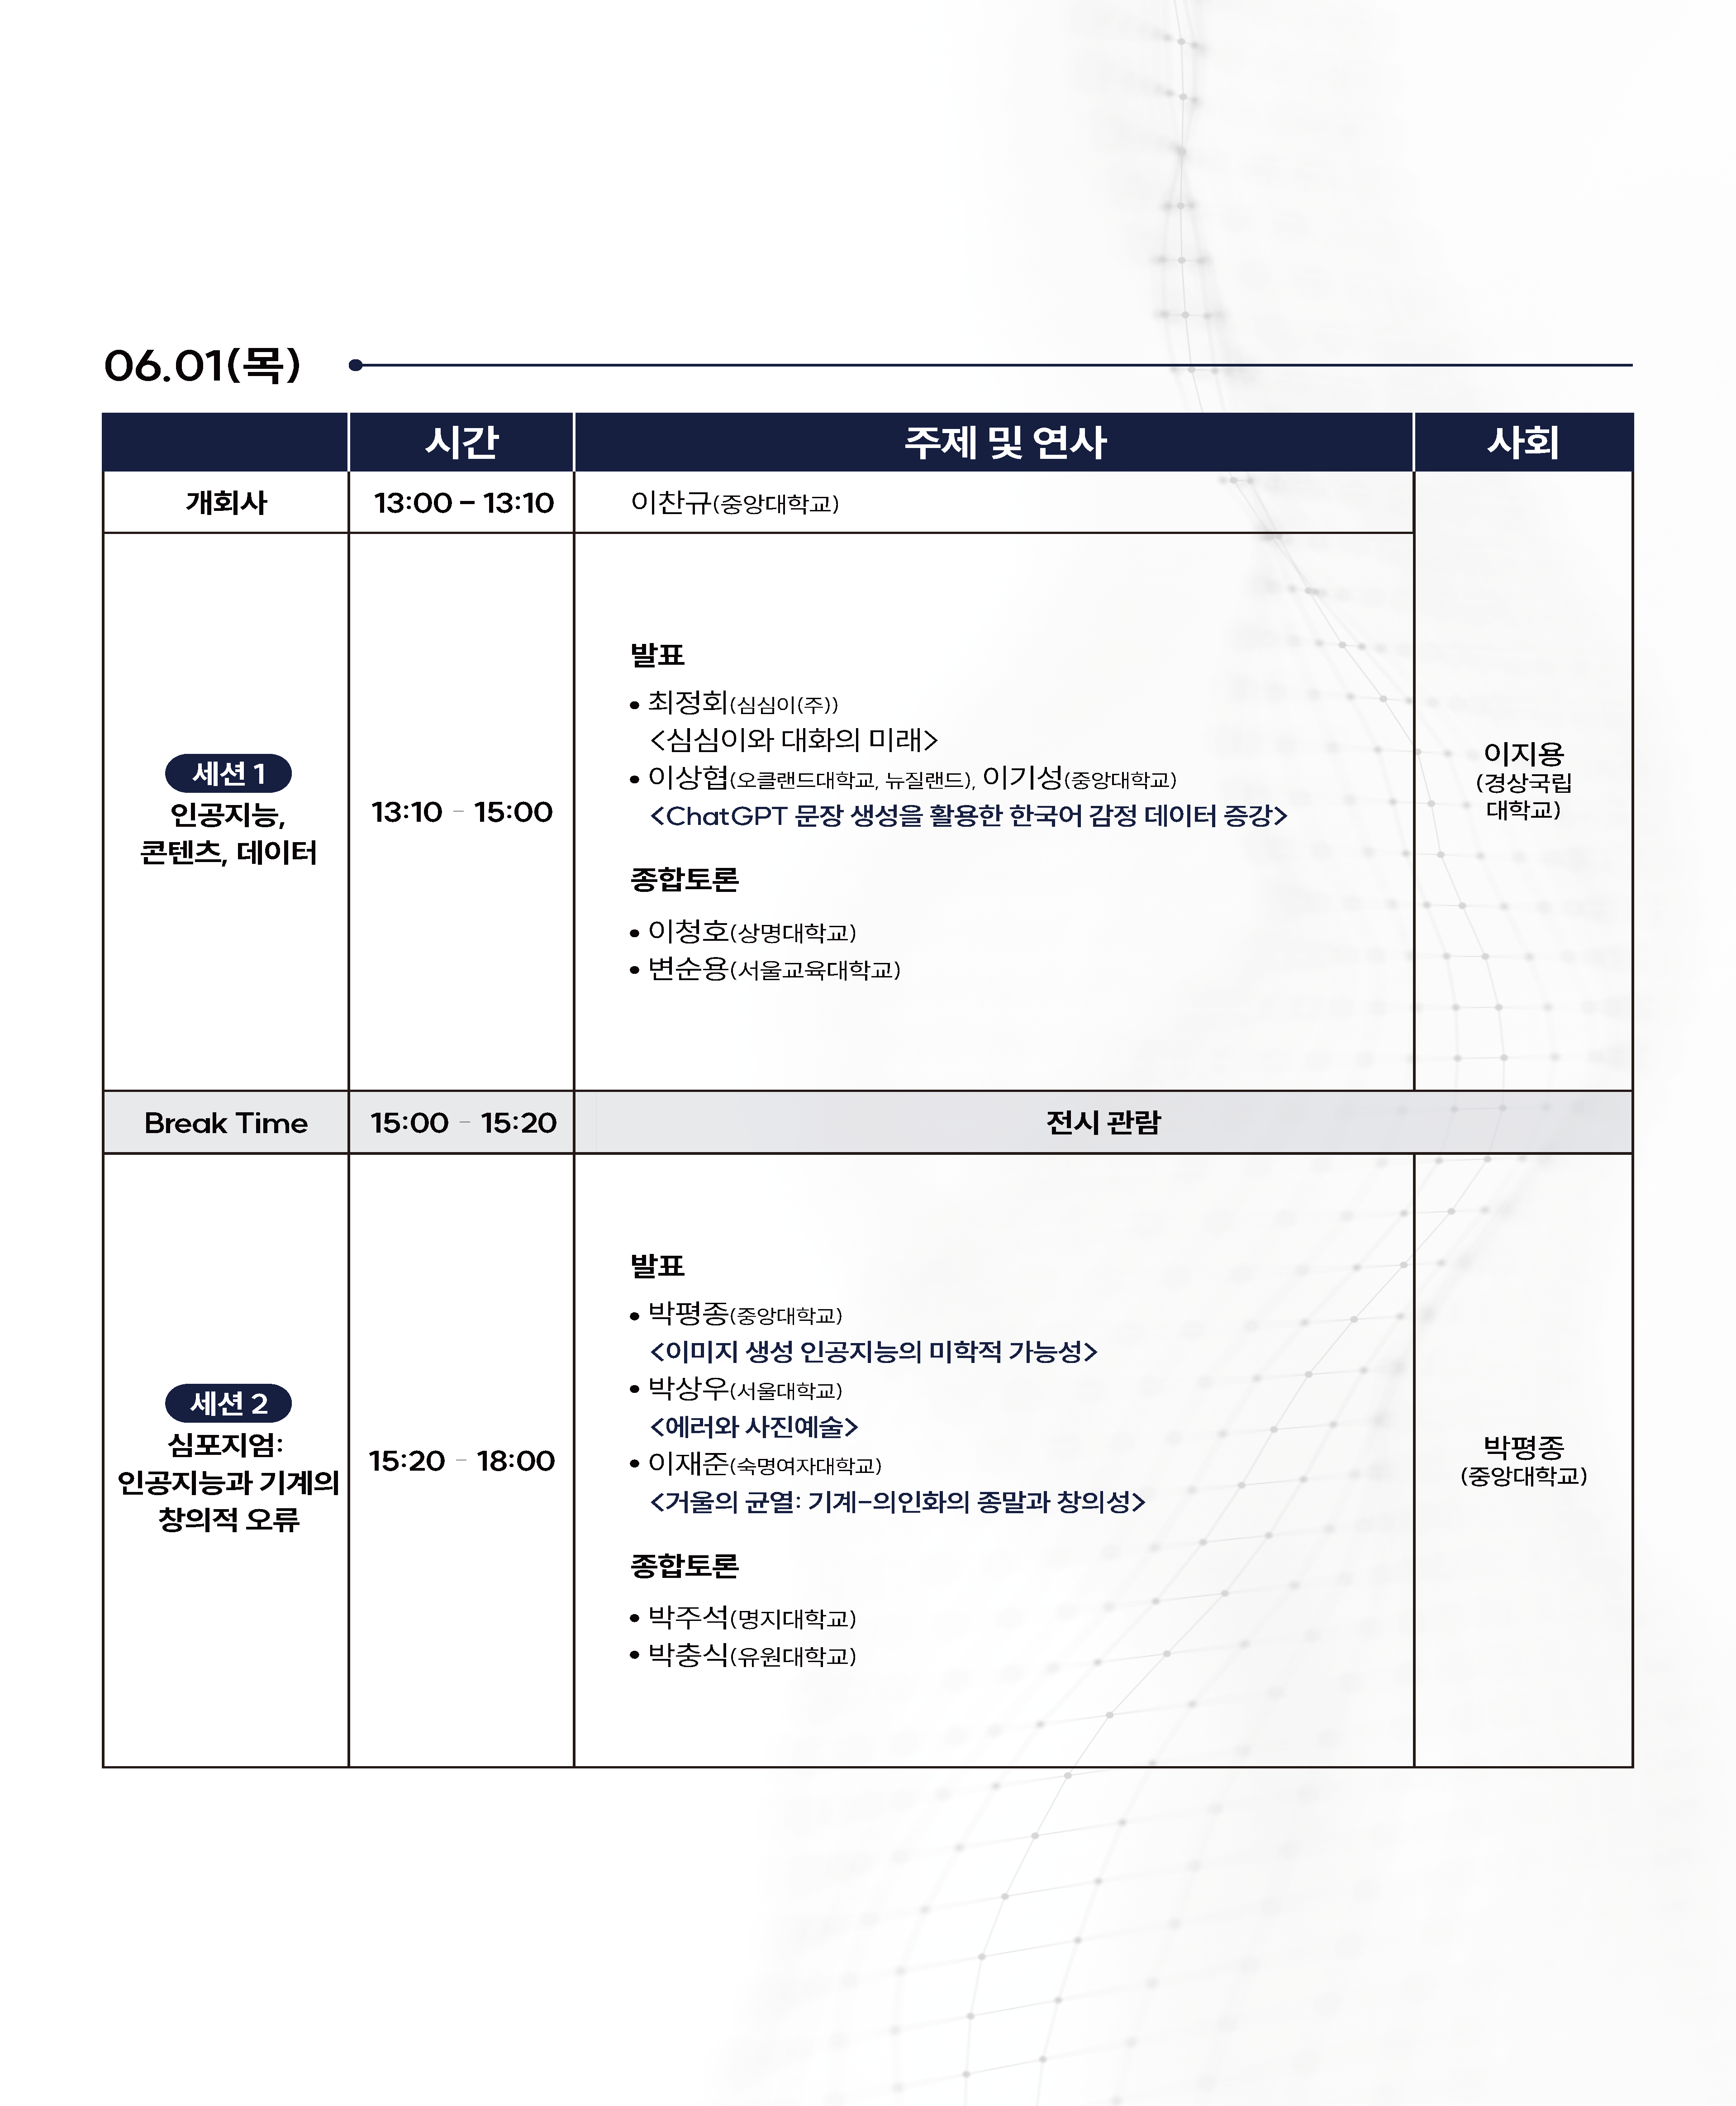 06.01(목)
시간
주제 및 연사
사회
개회사
13:00 – 13:10
이찬규(중앙대학교)
세션 1
인공지능,
콘텐츠, 데이터
13:10 – 15:00
발표
• 최정회(심심이(주))
<심심이와 대화의 미래>
• 이상협(오클랜드대학교, 뉴질랜드), 이기성(중앙대학교)
<ChatGPT 문장 생성을 활용한 한국어 감정 데이터 증강>
종합토론
• 이청호(상명대학교)
• 변순용(서울교육대학교)
이지용
(경상국립
대학교)
Break Time
15:00 – 15:20
전시 관람
세션 2
심포지엄:
인공지능과 기계의
창의적 오류
15:20 – 18:00
발표
• 박평종(중앙대학교)
<이미지 생성 인공지능의 미학적 가능성>
• 박상우(서울대학교)
<에러와 사진예술>
• 이재준(숙명여자대학교)
<거울의 균열: 기계–의인화의 종말과 창의성>
종합토론
• 박주석(명지대학교)
• 박충식(유원대학교)
박평종
(중앙대학교)